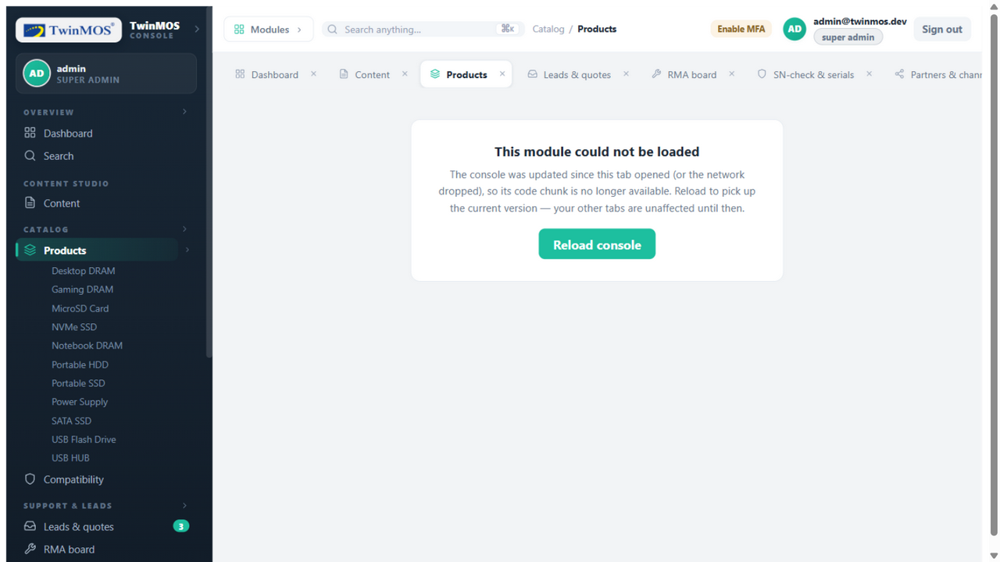 TwinMOS®
TwinMOS
CONSOLE
AD
admin
SUPER ADMIN
OVERVIEW
Dashboard
Search
CONTENT STUDIO
Content
CATALOG
Products
Desktop DRAM
Gaming DRAM
MicroSD Card
NVMe SSD
Notebook DRAM
Portable HDD
Portable SSD
Power Supply
SATA SSD
USB Flash Drive
USB HUB
Compatibility
SUPPORT & LEADS
Leads & quotes 3
RMA board
Modules
Search anything... ⌘K
Catalog / Products
Enable MFA
AD
admin@twinmos.dev
super admin
Sign out
Dashboard × Content × Products × Leads & quotes × RMA board × SN-check & serials × Partners & chann
This module could not be loaded
The console was updated since this tab opened (or the network
dropped), so its code chunk is no longer available. Reload to pick up
the current version — your other tabs are unaffected until then.
Reload console